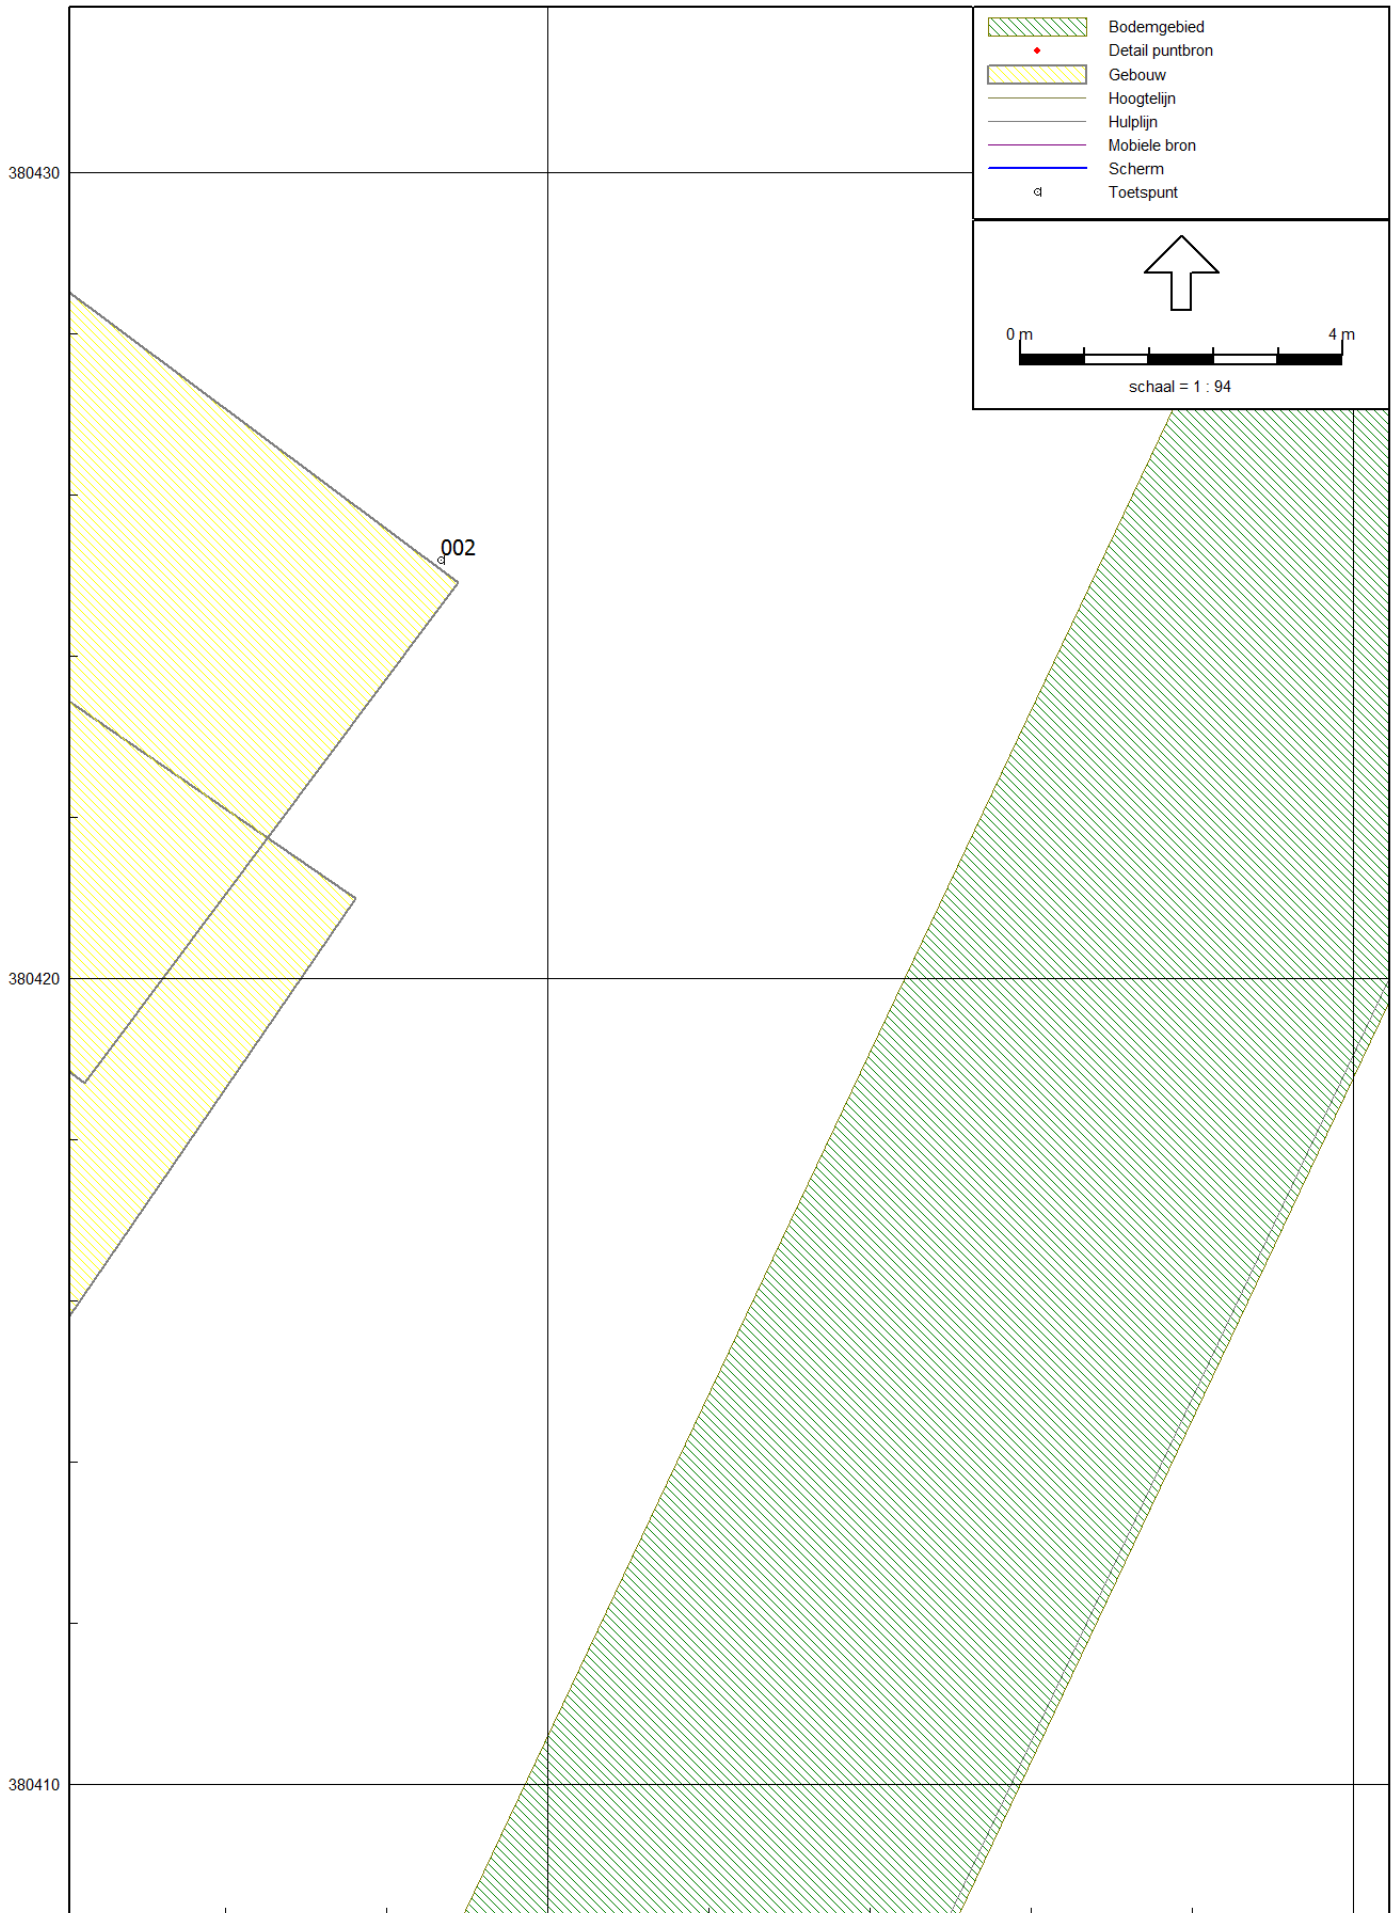 Bodemgebied
Detail puntbron
Gebouw
Hoogtelijn
Hulplijn
Mobiele bron
Scherm
Toetspunt
380430
0 m 4 m
schaal = 1 : 94
002
380420
380410